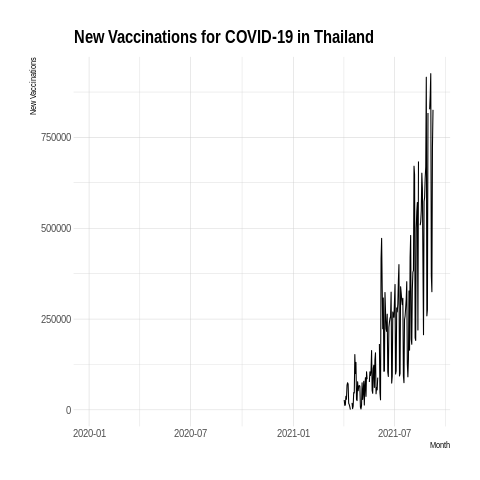 New Vaccinations for COVID-19 in Thailand
New Vaccinations
750000
500000
250000
0
2020-01 2020-07 2021-01 2021-07
Month